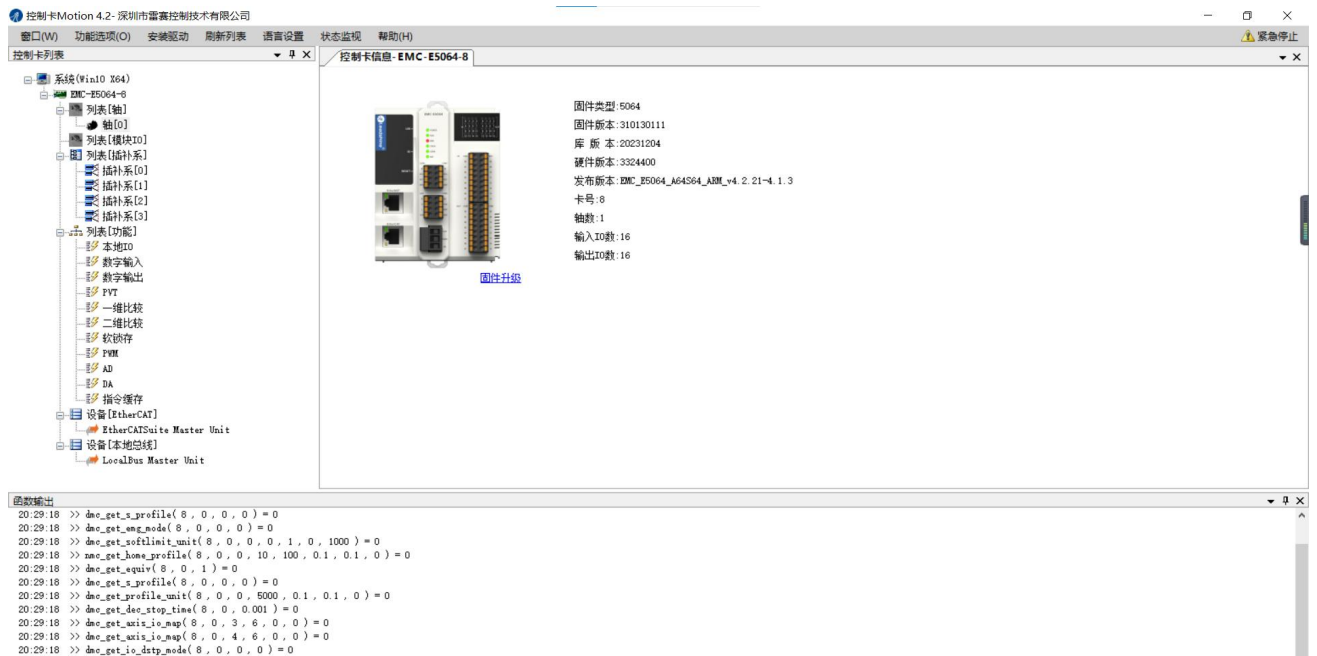 控制卡Motion 4.2- 深圳市雷赛控制技术有限公司
窗口(W) 功能选项(O) 安装驱动 刷新列表 语言设置 状态监视 帮助(H) 紧急停止
控制卡列表
控制卡信息-EMC-E5064-8
系统(Win10 X64)
EMC-E5064-8
列表[轴]
轴[0]
列表[模块IO]
列表[插补系]
插补系[0]
插补系[1]
插补系[2]
插补系[3]
列表[功能]
本地IO
数字输入
数字输出
PVT
一维比较
二维比较
软锁存
PWM
AD
DA
指令缓存
设备[EtherCAT]
EtherCATSuite Master Unit
设备[本地总线]
LocalBus Master Unit
固件类型:5064
固件版本:310130111
库 版 本:20231204
硬件版本:3324400
发布版本:EMC_E5064_A64S64_ARM_v4.2.21-4.1.3
卡号:8
轴数:1
输入IO数:16
输出IO数:16
固件升级
函数输出
20:29:18 >> dmc_get_s_profile( 8 , 0 , 0 , 0 ) = 0
20:29:18 >> dmc_get_emg_mode( 8 , 0 , 0 , 0 ) = 0
20:29:18 >> dmc_get_softlimit_unit( 8 , 0 , 0 , 0 , 1 , 0 , 1000 ) = 0
20:29:18 >> nmc_get_home_profile( 8 , 0 , 0 , 10 , 100 , 0.1 , 0.1 , 0 ) = 0
20:29:18 >> dmc_get_equiv( 8 , 0 , 1 ) = 0
20:29:18 >> dmc_get_s_profile( 8 , 0 , 0 , 0 ) = 0
20:29:18 >> dmc_get_profile_unit( 8 , 0 , 0 , 5000 , 0.1 , 0.1 , 0 ) = 0
20:29:18 >> dmc_get_dec_stop_time( 8 , 0 , 0.001 ) = 0
20:29:18 >> dmc_get_axis_io_map( 8 , 0 , 3 , 6 , 0 , 0 ) = 0
20:29:18 >> dmc_get_axis_io_map( 8 , 0 , 4 , 6 , 0 , 0 ) = 0
20:29:18 >> dmc_get_io_dstp_mode( 8 , 0 , 0 , 0 ) = 0